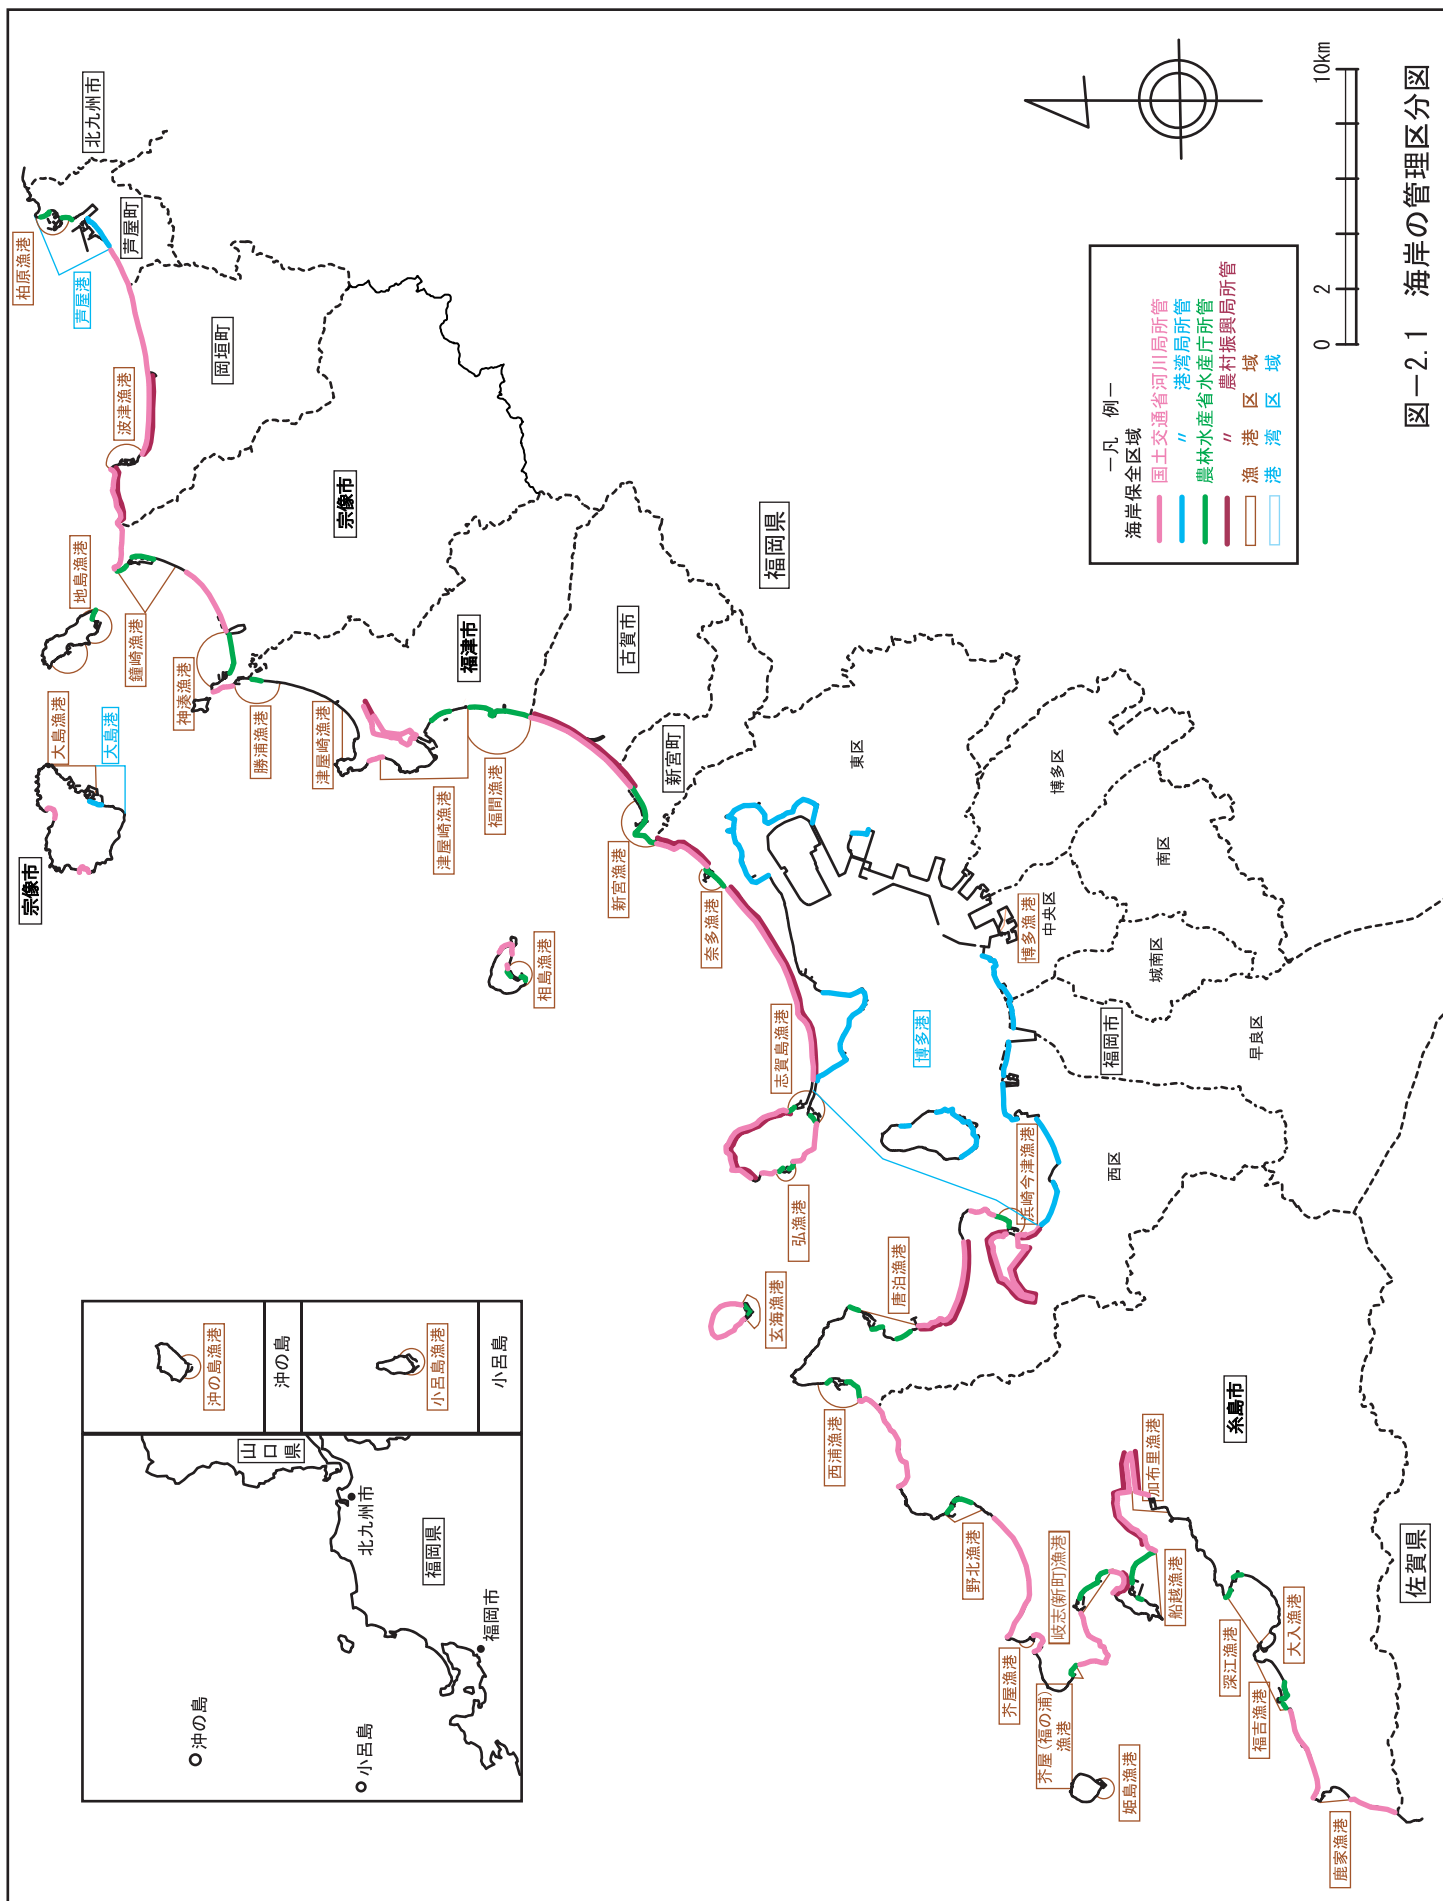 図－2.1　海岸の管理区分図
0　2　10km
－凡　例－
海岸保全区域
国土交通省河川局所管
〃　港湾局所管
農林水産省水産庁所管
〃　農村振興局所管
漁港区域
港湾区域
北九州市
柏原漁港
芦屋港
芦屋町
岡垣町
波津漁港
宗像市
地島漁港
鐘崎漁港
神湊漁港
大島漁港
大島港
宗像市
勝浦漁港
津屋崎漁港
福津市
津屋崎漁港
福間漁港
古賀市
福岡県
新宮町
新宮漁港
奈多漁港
相島漁港
東区
博多区
南区
中央区
博多漁港
城南区
福岡市
早良区
博多港
志賀島漁港
弘漁港
西区
浜崎今津漁港
玄海漁港
唐泊漁港
西浦漁港
糸島市
野北漁港
加布里漁港
岐志(新町)漁港
船越漁港
芥屋漁港
芥屋(福の浦)
漁港
姫島漁港
深江漁港
大入漁港
福吉漁港
鹿家漁港
佐賀県
沖の島漁港
沖の島
小呂島漁港
小呂島
山口県
北九州市
福岡県
福岡市
沖の島
小呂島